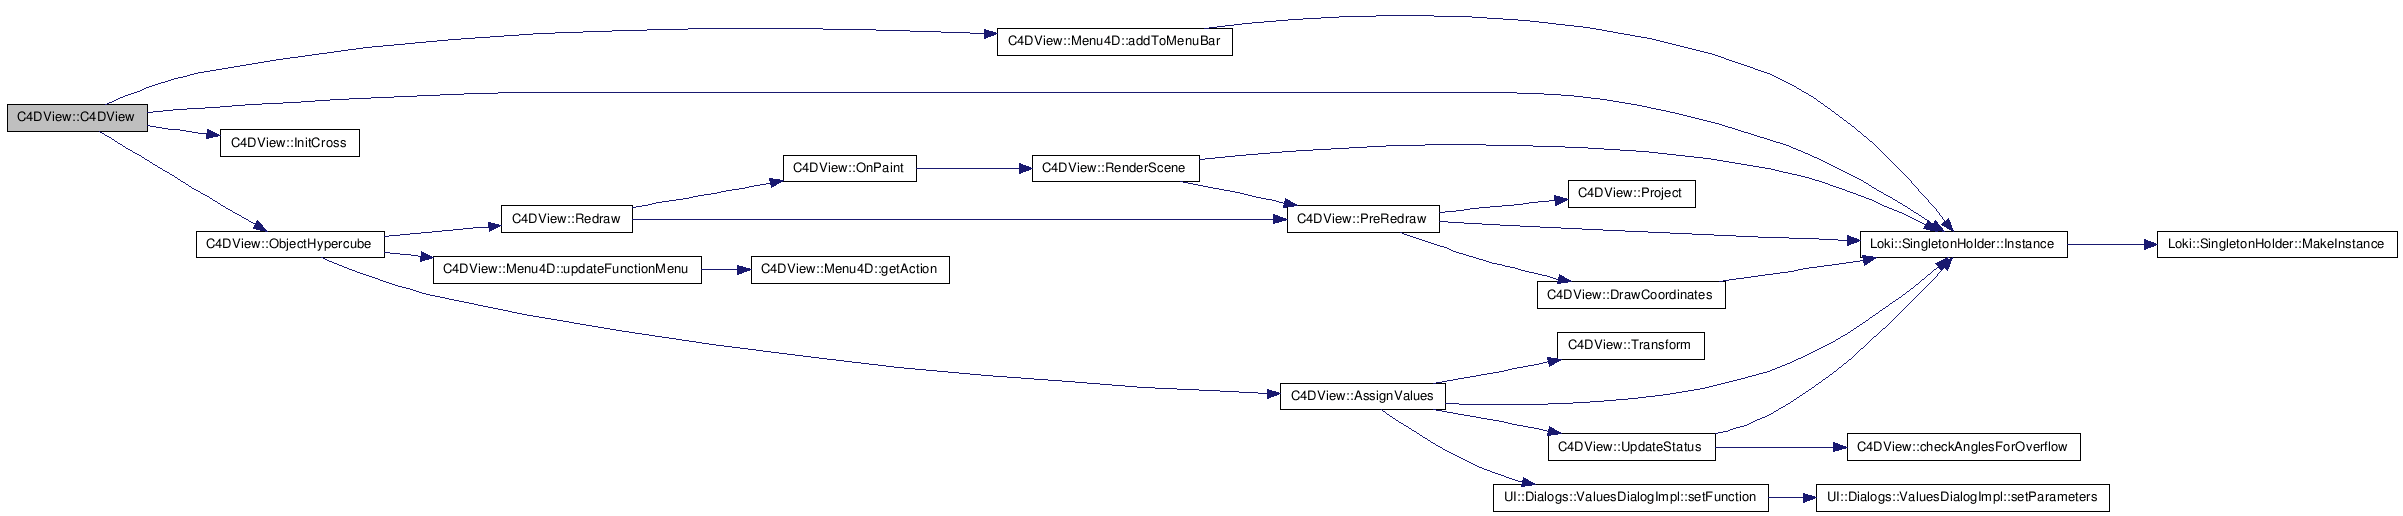 C4DView::Menu4D::addToMenuBar
C4DView::C4DView
C4DView::InitCross
C4DView::OnPaint
C4DView::RenderScene
C4DView::Project
C4DView::Redraw
C4DView::PreRedraw
C4DView::ObjectHypercube
Loki::SingletonHolder::Instance
Loki::SingletonHolder::MakeInstance
C4DView::Menu4D::updateFunctionMenu
C4DView::Menu4D::getAction
C4DView::DrawCoordinates
C4DView::Transform
C4DView::AssignValues
C4DView::UpdateStatus
C4DView::checkAnglesForOverflow
UI::Dialogs::ValuesDialogImpl::setFunction
UI::Dialogs::ValuesDialogImpl::setParameters